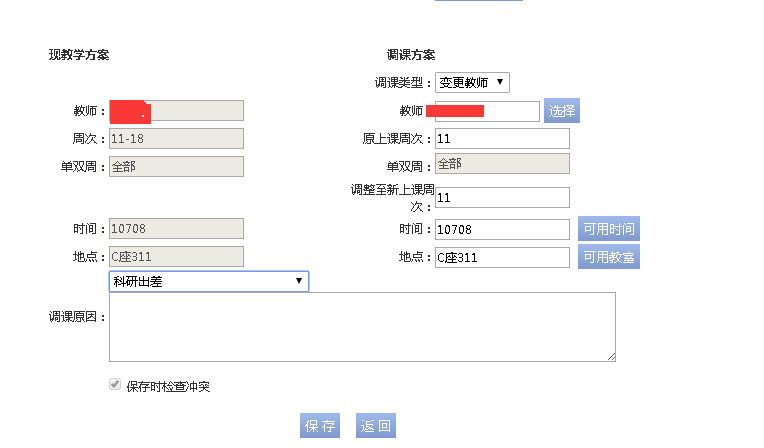 现教学方案 调课方案
调课类型： 变更教师
教师： 教师 选择
周次： 11-18 原上课周次： 11
单双周： 全部 单双周： 全部
调整至新上课周
次： 11
时间： 10708 时间： 10708 可用时间
地点： C座311 地点： C座311 可用教室
科研出差
调课原因：
保存时检查冲突
保 存 返 回